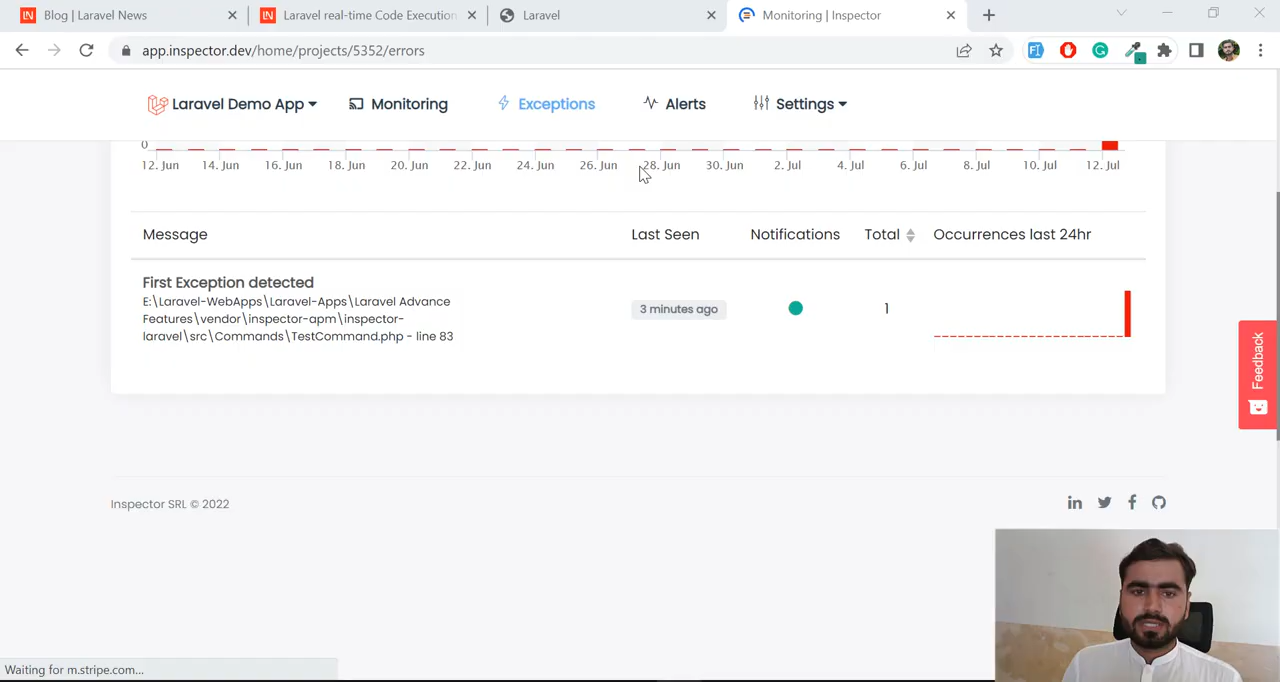 Blog | Laravel News
Laravel real-time Code Execution
Laravel
Monitoring | Inspector
app.inspector.dev/home/projects/5352/errors
Laravel Demo App
Monitoring
Exceptions
Alerts
Settings
0
12. Jun 14. Jun 16. Jun 18. Jun 20. Jun 22. Jun 24. Jun 26. Jun 28. Jun 30. Jun 2. Jul 4. Jul 6. Jul 8. Jul 10. Jul 12. Jul
Message Last Seen Notifications Total Occurrences last 24hr
First Exception detected
E:\Laravel-WebApps\Laravel-Apps\Laravel Advance
Features\vendor\inspector-apm\inspector-
laravel\src\Commands\TestCommand.php - line 83
3 minutes ago
1
Feedback
Inspector SRL © 2022
Waiting for m.stripe.com...